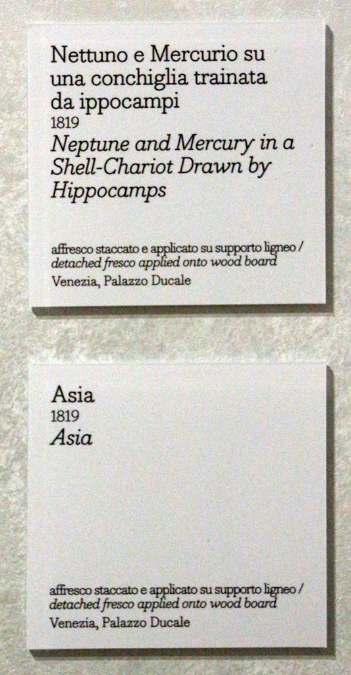 Nettuno e Mercurio su
una conchiglia trainata
da ippocampi
1819
Neptune and Mercury in a
Shell-Chariot Drawn by
Hippocamps
affresco staccato e applicato su supporto ligneo /
detached fresco applied onto wood board
Venezia, Palazzo Ducale
Asia
1819
Asia
affresco staccato e applicato su supporto ligneo /
detached fresco applied onto wood board
Venezia, Palazzo Ducale